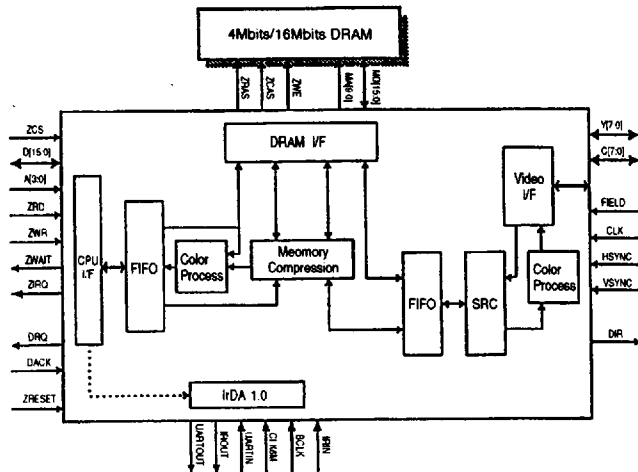 4Mbits/16Mbits DRAM
ZRAS
ZCAS
ZWE
MA[9:0]
MD[15:0]
ZCS
D[15:0]
A[3:0]
ZRD
ZWR
ZWAIT
ZIRQ
DRQ
DACK
ZRESET
DRAM I/F
CPU I/F
FIFO
Color Process
Meomory Compression
FIFO
SRC
Video I/F
Color Process
IrDA 1.0
Y[7:0]
C[7:0]
FIELD
CLK
HSYNC
VSYNC
DIR
UARTOUT
IROUT
UARTIN
BCLK
IRIN